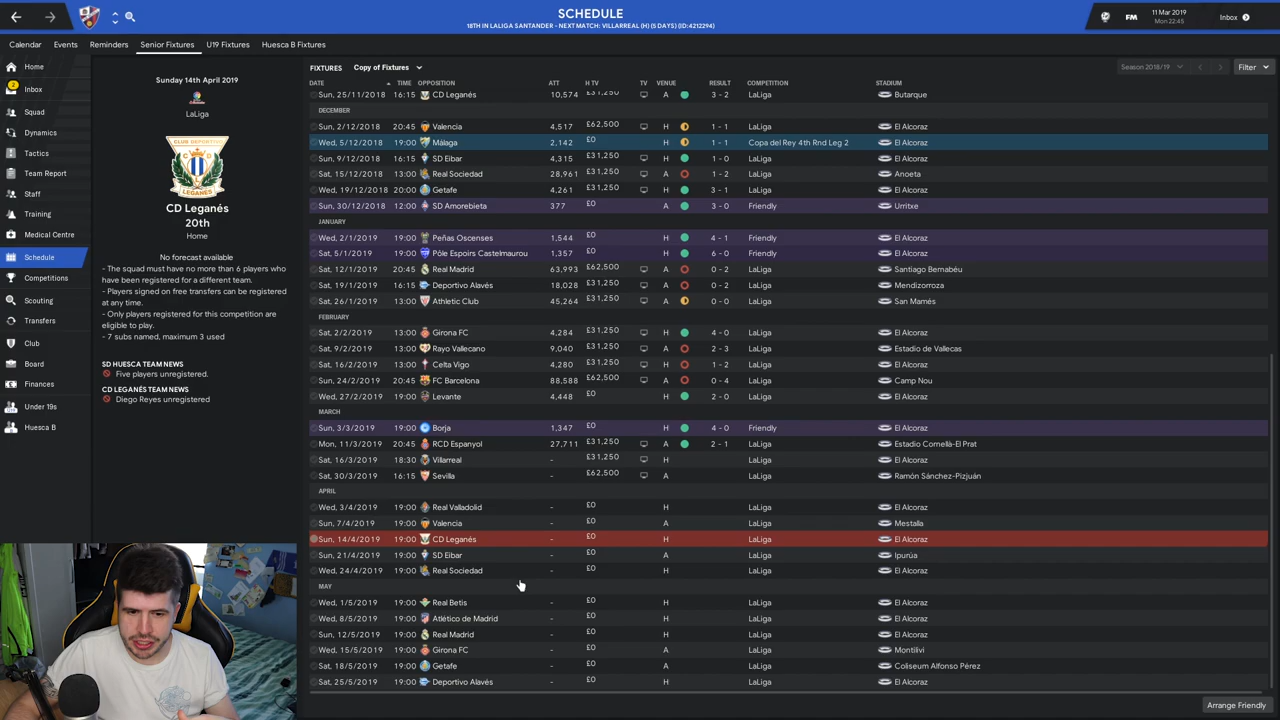 SCHEDULE
18TH IN LALIGA SANTANDER - NEXT MATCH: VILLARREAL (H) (5 DAYS) (ID:4212294)
FM
11 Mar 2019
Mon 22:45
Inbox
Calendar Events Reminders Senior Fixtures U19 Fixtures Huesca B Fixtures
Home
Inbox
Squad
Dynamics
Tactics
Team Report
Staff
Training
Medical Centre
Schedule
Competitions
Scouting
Transfers
Club
Board
Finances
Under 19s
Huesca B
Sunday 14th April 2019
LaLiga
CD Leganés
20th
Home
No forecast available
- The squad must have no more than 6 players who
have been registered for a different team.
- Players signed on free transfers can be registered
at any time.
- Only players registered for this competition are
eligible to play.
- 7 subs named, maximum 3 used
SD HUESCA TEAM NEWS
Five players unregistered.
CD LEGANÉS TEAM NEWS
Diego Reyes unregistered
FIXTURES Copy of Fixtures
Season 2018/19
Filter
DATE TIME OPPOSITION ATT H TV TV VENUE RESULT COMPETITION STADIUM
Sun, 25/11/2018 16:15 CD Leganés 10,574 £31,250 A 3 - 2 LaLiga Butarque
DECEMBER
Sun, 2/12/2018 20:45 Valencia 4,517 £62,500 H 1 - 1 LaLiga El Alcoraz
Wed, 5/12/2018 19:00 Málaga 2,142 £0 H 1 - 1 Copa del Rey 4th Rnd Leg 2 El Alcoraz
Sun, 9/12/2018 16:15 SD Eibar 4,315 £31,250 H 1 - 0 LaLiga El Alcoraz
Sat, 15/12/2018 13:00 Real Sociedad 28,961 £31,250 A 1 - 2 LaLiga Anoeta
Wed, 19/12/2018 20:00 Getafe 4,261 £31,250 H 3 - 1 LaLiga El Alcoraz
Sun, 30/12/2018 12:00 SD Amorebieta 377 £0 A 3 - 0 Friendly Urritxe
JANUARY
Wed, 2/1/2019 19:00 Peñas Oscenses 1,544 £0 H 4 - 1 Friendly El Alcoraz
Sat, 5/1/2019 19:00 Pôle Espoirs Castelmaurou 1,357 £0 H 6 - 0 Friendly El Alcoraz
Sat, 12/1/2019 20:45 Real Madrid 63,993 £62,500 A 0 - 2 LaLiga Santiago Bernabéu
Sat, 19/1/2019 16:15 Deportivo Alavés 18,028 £31,250 A 0 - 2 LaLiga Mendizorroza
Sat, 26/1/2019 13:00 Athletic Club 45,264 £31,250 A 0 - 0 LaLiga San Mamés
FEBRUARY
Sat, 2/2/2019 13:00 Girona FC 4,284 £31,250 H 4 - 0 LaLiga El Alcoraz
Sat, 9/2/2019 13:00 Rayo Vallecano 9,040 £31,250 A 2 - 3 LaLiga Estadio de Vallecas
Sat, 16/2/2019 13:00 Celta Vigo 4,280 £31,250 H 1 - 2 LaLiga El Alcoraz
Sun, 24/2/2019 20:45 FC Barcelona 88,588 £62,500 A 0 - 4 LaLiga Camp Nou
Wed, 27/2/2019 19:00 Levante 4,448 £0 H 2 - 0 LaLiga El Alcoraz
MARCH
Sun, 3/3/2019 19:00 Borja 1,347 £0 H 4 - 0 Friendly El Alcoraz
Mon, 11/3/2019 20:45 RCD Espanyol 27,711 £31,250 A 2 - 1 LaLiga Estadio Cornellà-El Prat
Sat, 16/3/2019 18:30 Villarreal - £31,250 H LaLiga El Alcoraz
Sat, 30/3/2019 16:15 Sevilla - £62,500 A LaLiga Ramón Sánchez-Pizjuán
APRIL
Wed, 3/4/2019 19:00 Real Valladolid - £0 H LaLiga El Alcoraz
Sun, 7/4/2019 19:00 Valencia - £0 A LaLiga Mestalla
Sun, 14/4/2019 19:00 CD Leganés - £0 H LaLiga El Alcoraz
Sun, 21/4/2019 19:00 SD Eibar - £0 A LaLiga Ipurúa
Wed, 24/4/2019 19:00 Real Sociedad - £0 H LaLiga El Alcoraz
MAY
Wed, 1/5/2019 19:00 Real Betis - £0 H LaLiga El Alcoraz
Wed, 8/5/2019 19:00 Atlético de Madrid - £0 H LaLiga El Alcoraz
Sun, 12/5/2019 19:00 Real Madrid - £0 H LaLiga El Alcoraz
Wed, 15/5/2019 19:00 Girona FC - £0 A LaLiga Montilivi
Sat, 18/5/2019 19:00 Getafe - £0 A LaLiga Coliseum Alfonso Pérez
Sat, 25/5/2019 19:00 Deportivo Alavés - £0 H LaLiga El Alcoraz
Arrange Friendly